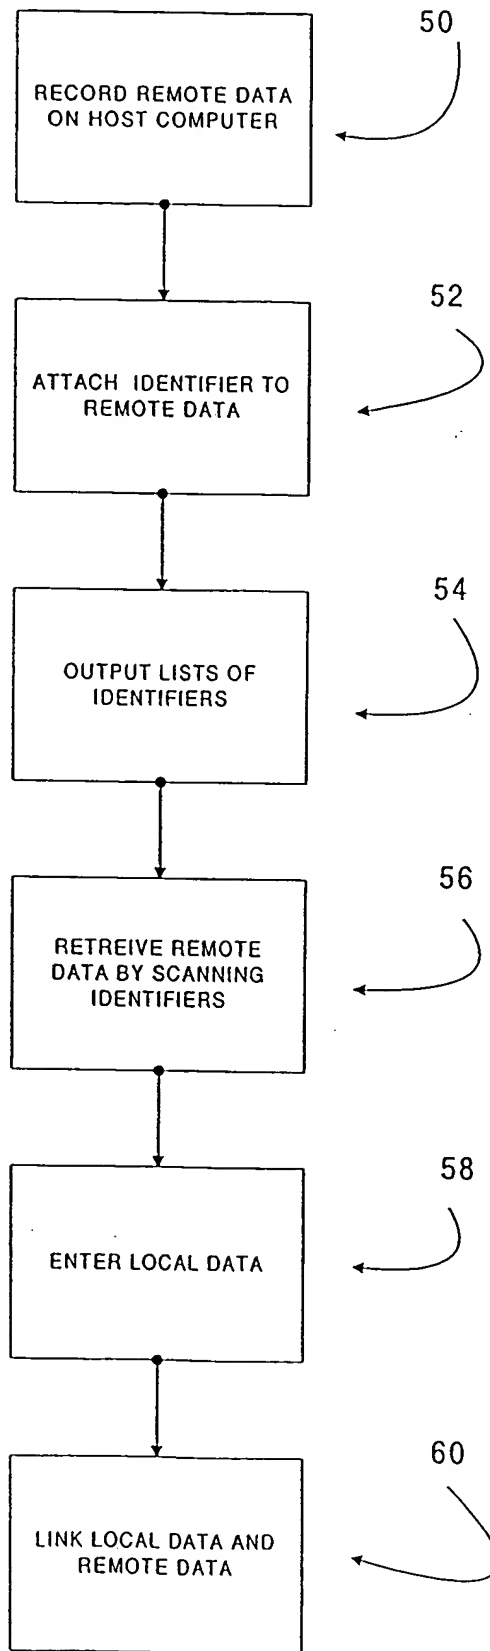 50
RECORD REMOTE DATA
ON HOST COMPUTER
52
ATTACH IDENTIFIER TO
REMOTE DATA
54
OUTPUT LISTS OF
IDENTIFIERS
56
RETREIVE REMOTE
DATA BY SCANNING
IDENTIFIERS
58
ENTER LOCAL DATA
60
LINK LOCAL DATA AND
REMOTE DATA